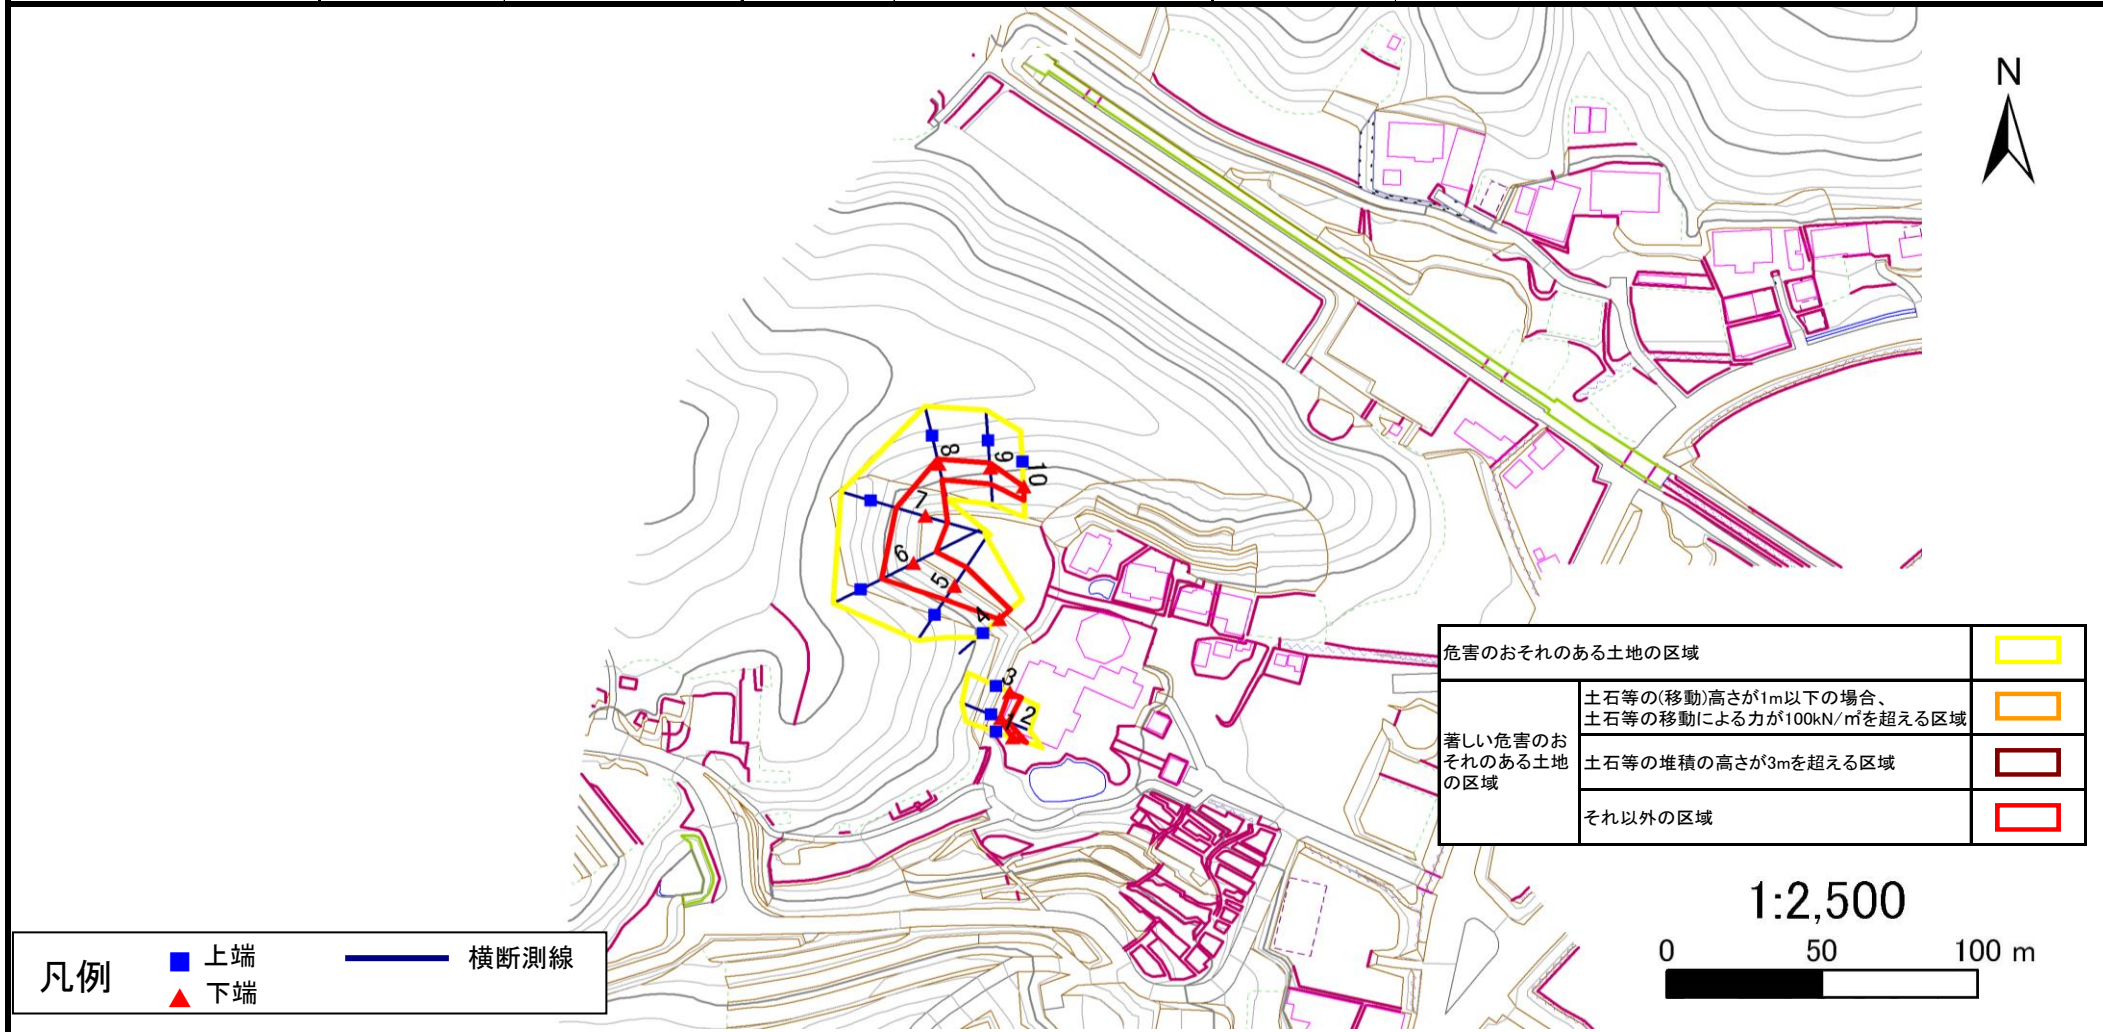 N
8
9
10
7
6
5
4
3
2
1
危害のおそれのある土地の区域
著しい危害のお
それのある土地
の区域
土石等の(移動)高さが1m以下の場合、
土石等の移動による力が100kN/㎡を超える区域
土石等の堆積の高さが3mを超える区域
それ以外の区域
1:2,500
0 50 100 m
凡例
上端
下端
横断測線